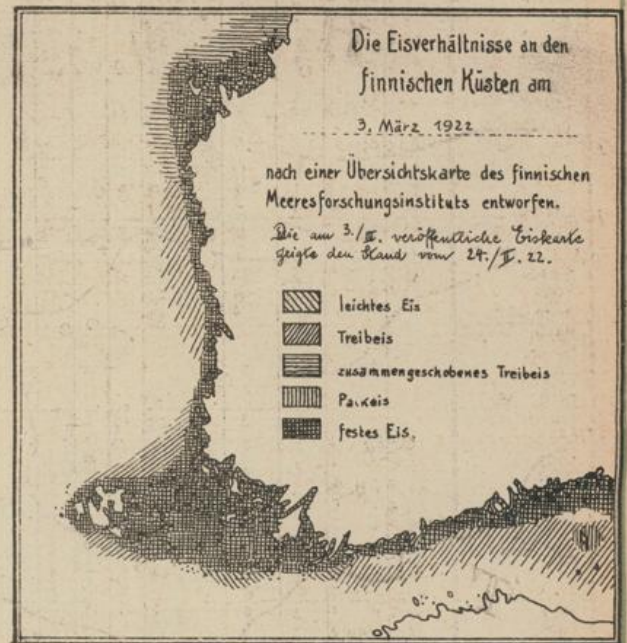 Die Eisverhältnisse an den
finnischen Küsten am
3. März 1922
nach einer Übersichtskarte des finnischen
Meeresforschungsinstituts entworfen.
Die am 3./III. veröffentlichte Eiskarte
zeigte den Stand vom 24./II. 22.
leichtes Eis
Treibeis
zusammengeschobenes Treibeis
Packeis
festes Eis.